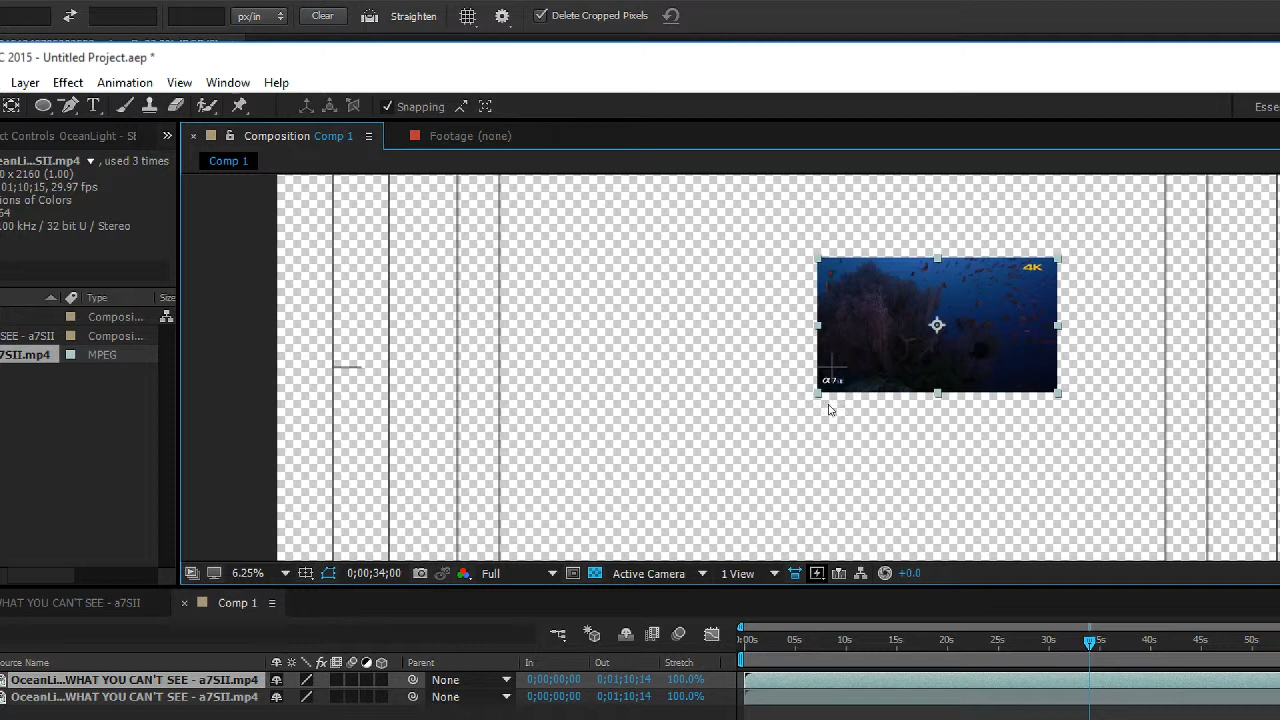 px/in Clear Straighten Delete Cropped Pixels
C 2015 - Untitled Project.aep *
Layer Effect Animation View Window Help
T Snapping Esse
ct Controls OceanLight - SE » × Composition Comp 1 Footage (none)
eanLi...SII.mp4 , used 3 times Comp 1
0 x 2160 (1.00)
01;10;15, 29.97 fps
ons of Colors
64
00 kHz / 32 bit U / Stereo
4K
Type Size
Composi...
SEE - a7SII Composi...
7SII.mp4 MPEG
α7SII
6.25% 0;00;34;00 Full Active Camera 1 View +0.0
WHAT YOU CAN'T SEE - a7SII × Comp 1
:00s 05s 10s 15s 20s 25s 30s 35s 40s 45s 50s
ource Name fx Parent In Out Stretch
OceanLi...WHAT YOU CAN'T SEE - a7SII.mp4 None 0;00;00;00 0;01;10;14 100.0%
OceanLi...WHAT YOU CAN'T SEE - a7SII.mp4 None 0;00;00;00 0;01;10;14 100.0%